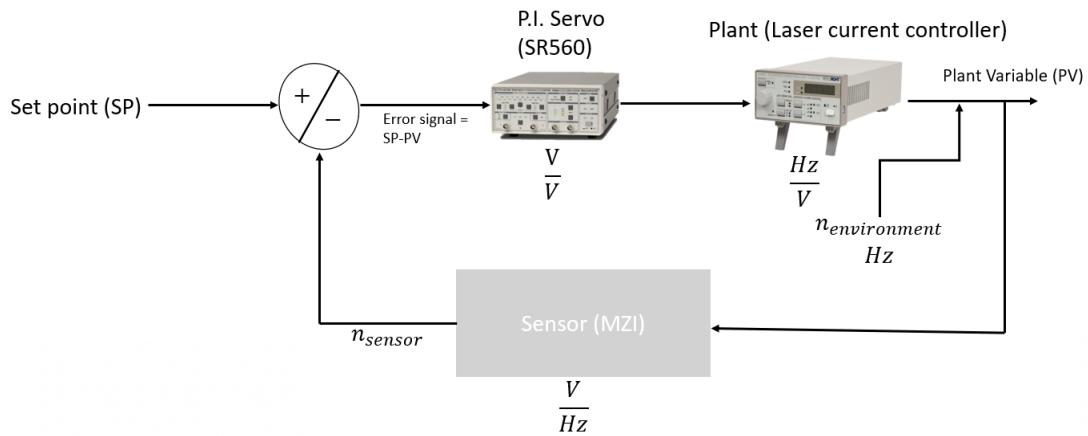 P.I. Servo
(SR560)
Plant (Laser current controller)
Plant Variable (PV)
Set point (SP)
+
−
Error signal =
SP-PV
V
V
Hz
V
n_environment
Hz
Sensor (MZI)
n_sensor
V
Hz